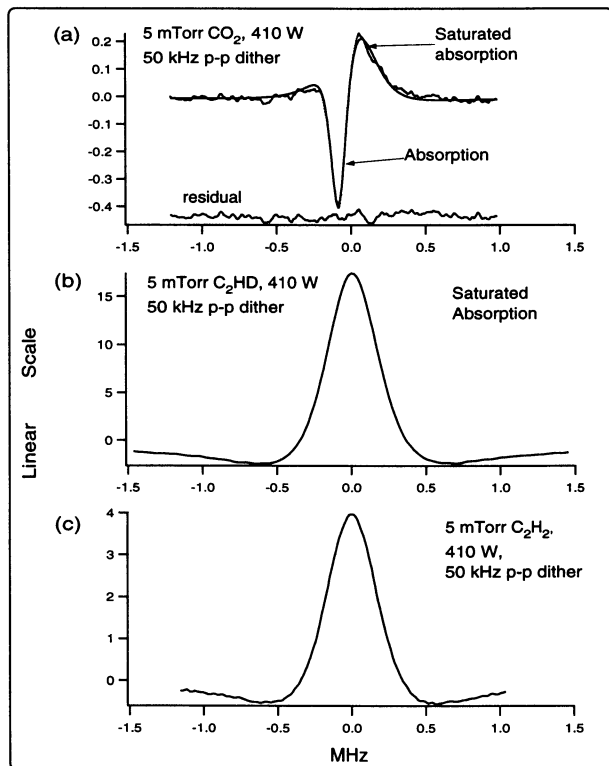 (a)
5 mTorr CO2, 410 W
50 kHz p-p dither
Saturated
absorption
Absorption
residual
0.2
0.1
0.0
-0.1
-0.2
-0.3
-0.4
-1.5 -1.0 -0.5 0.0 0.5 1.0 1.5
(b)
5 mTorr C2HD, 410 W
50 kHz p-p dither
Saturated
Absorption
15
10
5
0
-1.5 -1.0 -0.5 0.0 0.5 1.0 1.5
Linear Scale
(c)
5 mTorr C2H2,
410 W,
50 kHz p-p dither
4
3
2
1
0
-1.5 -1.0 -0.5 0.0 0.5 1.0 1.5
MHz